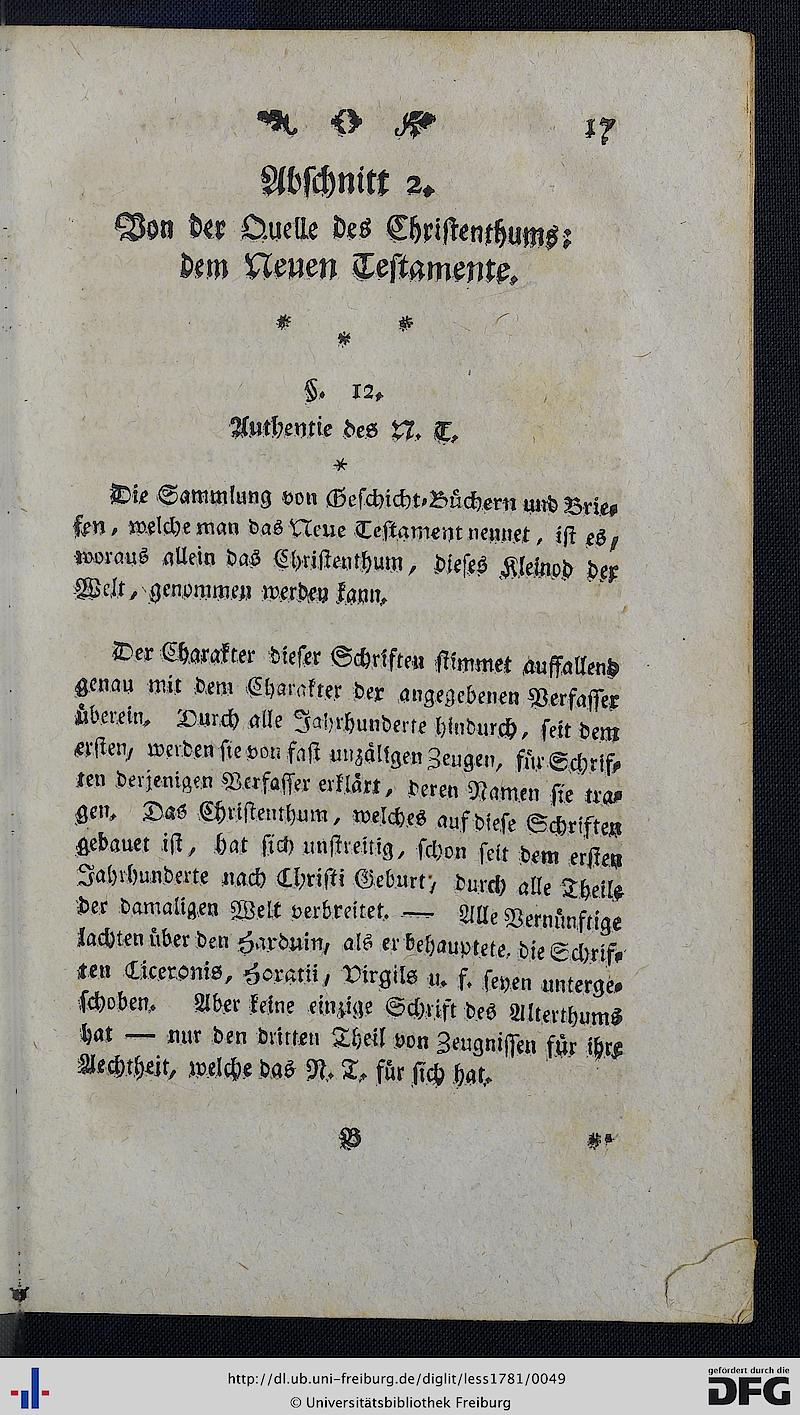 17
Abschnitt 2.
Von der Quelle des Christenthums:
dem Neuen Testamente.
* *
*
§. 12.
Authentie des N. T.
*
Die Sammlung von Geschicht-Büchern und Brie-
fen, welche man das Neue Testament nennet, ist es,
woraus allein das Christenthum, dieses Kleinod der
Welt, genommen werden kann.
Der Charakter dieser Schriften stimmet auffallend
genau mit dem Charakter der angegebenen Verfasser
überein. Durch alle Jahrhunderte hindurch, seit dem
ersten, werden sie von fast unzäligen Zeugen, für Schrif-
ten derjenigen Verfasser erklärt, deren Namen sie tra-
gen. Das Christenthum, welches auf diese Schriften
gebauet ist, hat sich unstreitig, schon seit dem ersten
Jahrhunderte nach Christi Geburt, durch alle Theile
der damaligen Welt verbreitet. — Alle Vernünftige
lachten über den Harduin, als er behauptete, die Schrif-
ten Ciceronis, Horatii, Virgils u. s. seyen unterge-
schoben. Aber keine einzige Schrift des Alterthums
hat — nur den dritten Theil von Zeugnissen für ihre
Aechtheit, welche das N. T. für sich hat.
B
http://dl.ub.uni-freiburg.de/diglit/less1781/0049
© Universitätsbibliothek Freiburg
gefördert durch die
DFG